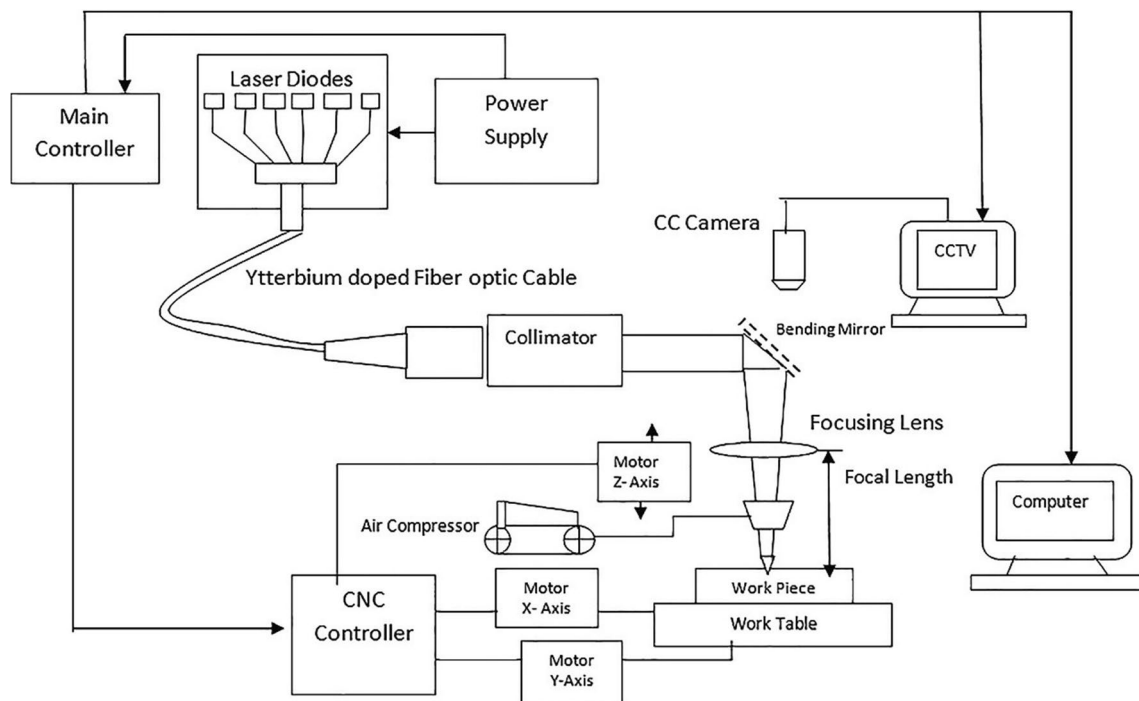 Laser Diodes
Main
Controller
Power
Supply
CC Camera
CCTV
Ytterbium doped Fiber optic Cable
Bending Mirror
Collimator
Focusing Lens
Motor
Z- Axis
Focal Length
Computer
Air Compressor
CNC
Controller
Motor
X- Axis
Work Piece
Work Table
Motor
Y-Axis